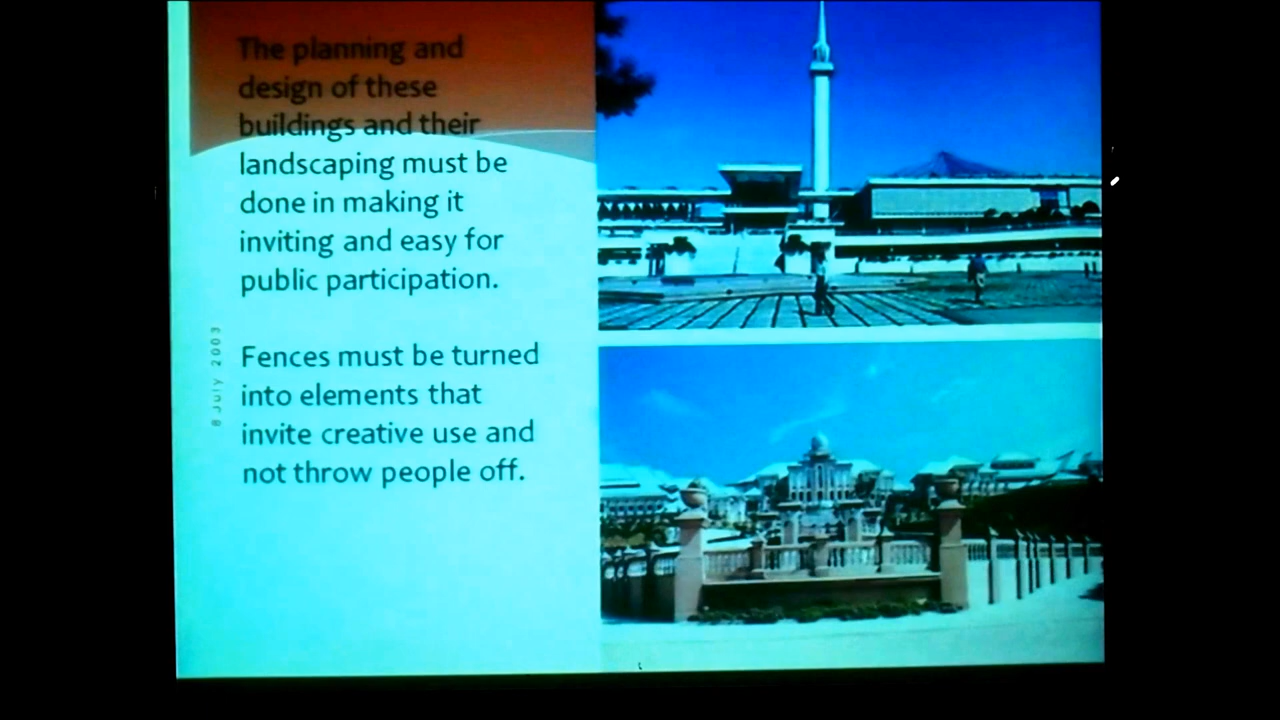 The planning and
design of these
buildings and their
landscaping must be
done in making it
inviting and easy for
public participation.
Fences must be turned
into elements that
invite creative use and
not throw people off.
8 July 2003